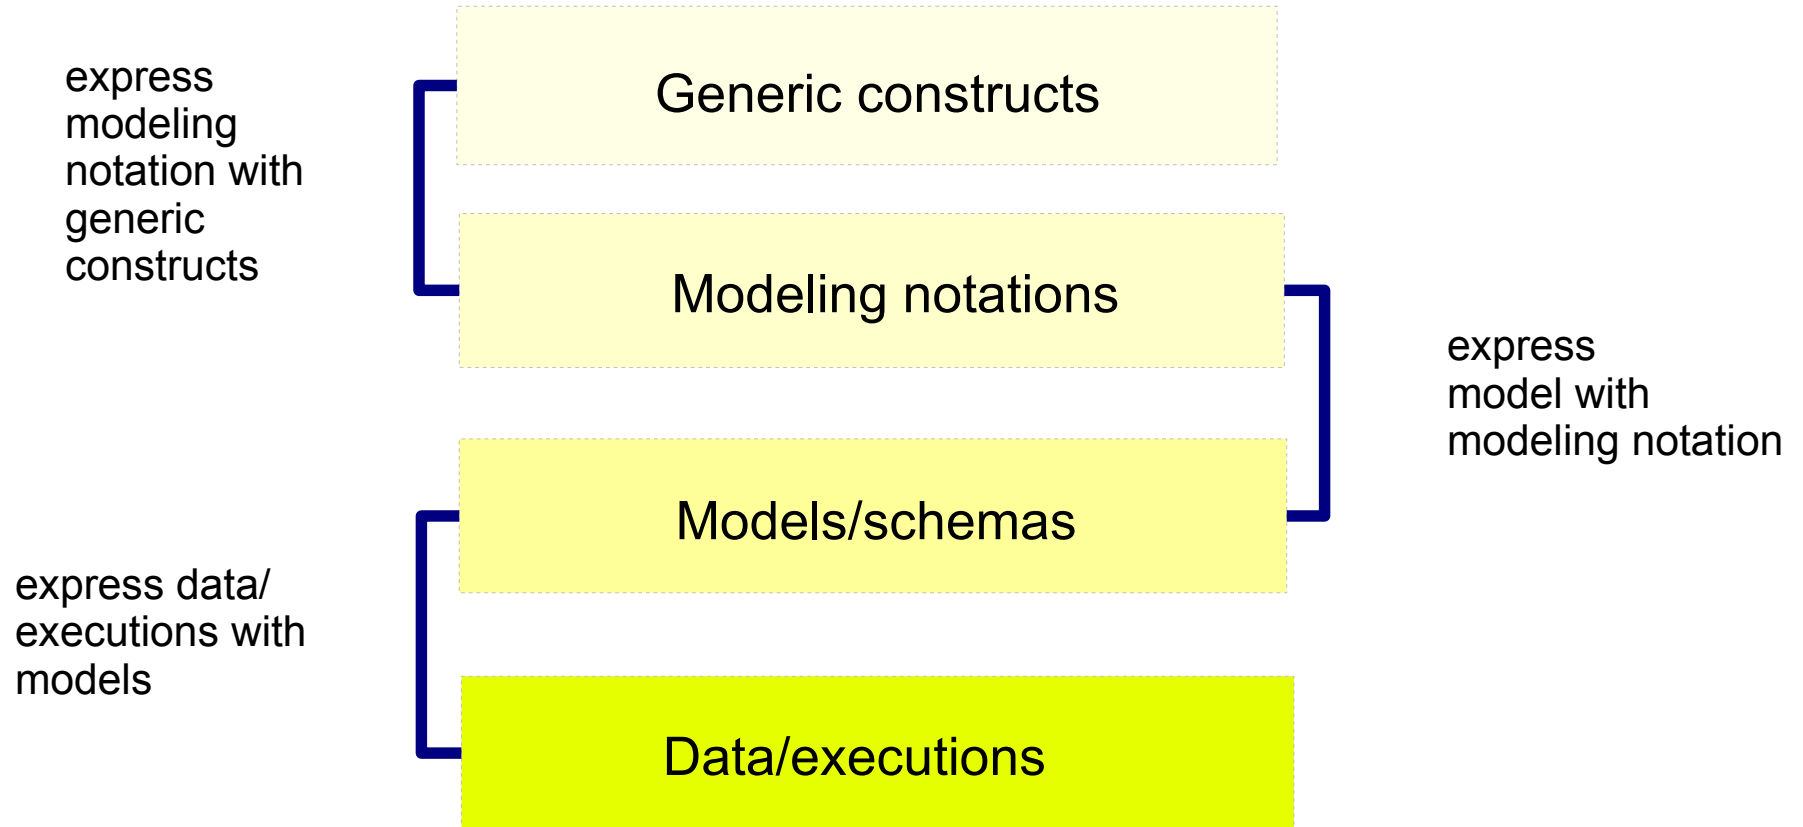 express
modeling
notation with
generic
constructs
Generic constructs
Modeling notations
express
model with
modeling notation
Models/schemas
express data/
executions with
models
Data/executions